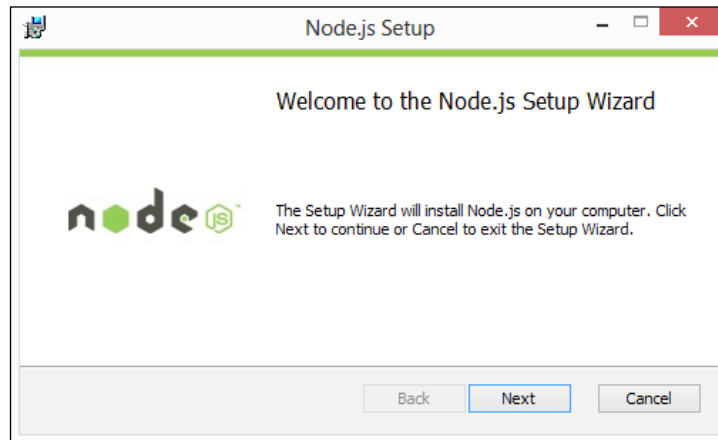 Node.js Setup
Welcome to the Node.js Setup Wizard
node JS
The Setup Wizard will install Node.js on your computer. Click
Next to continue or Cancel to exit the Setup Wizard.
Back Next Cancel